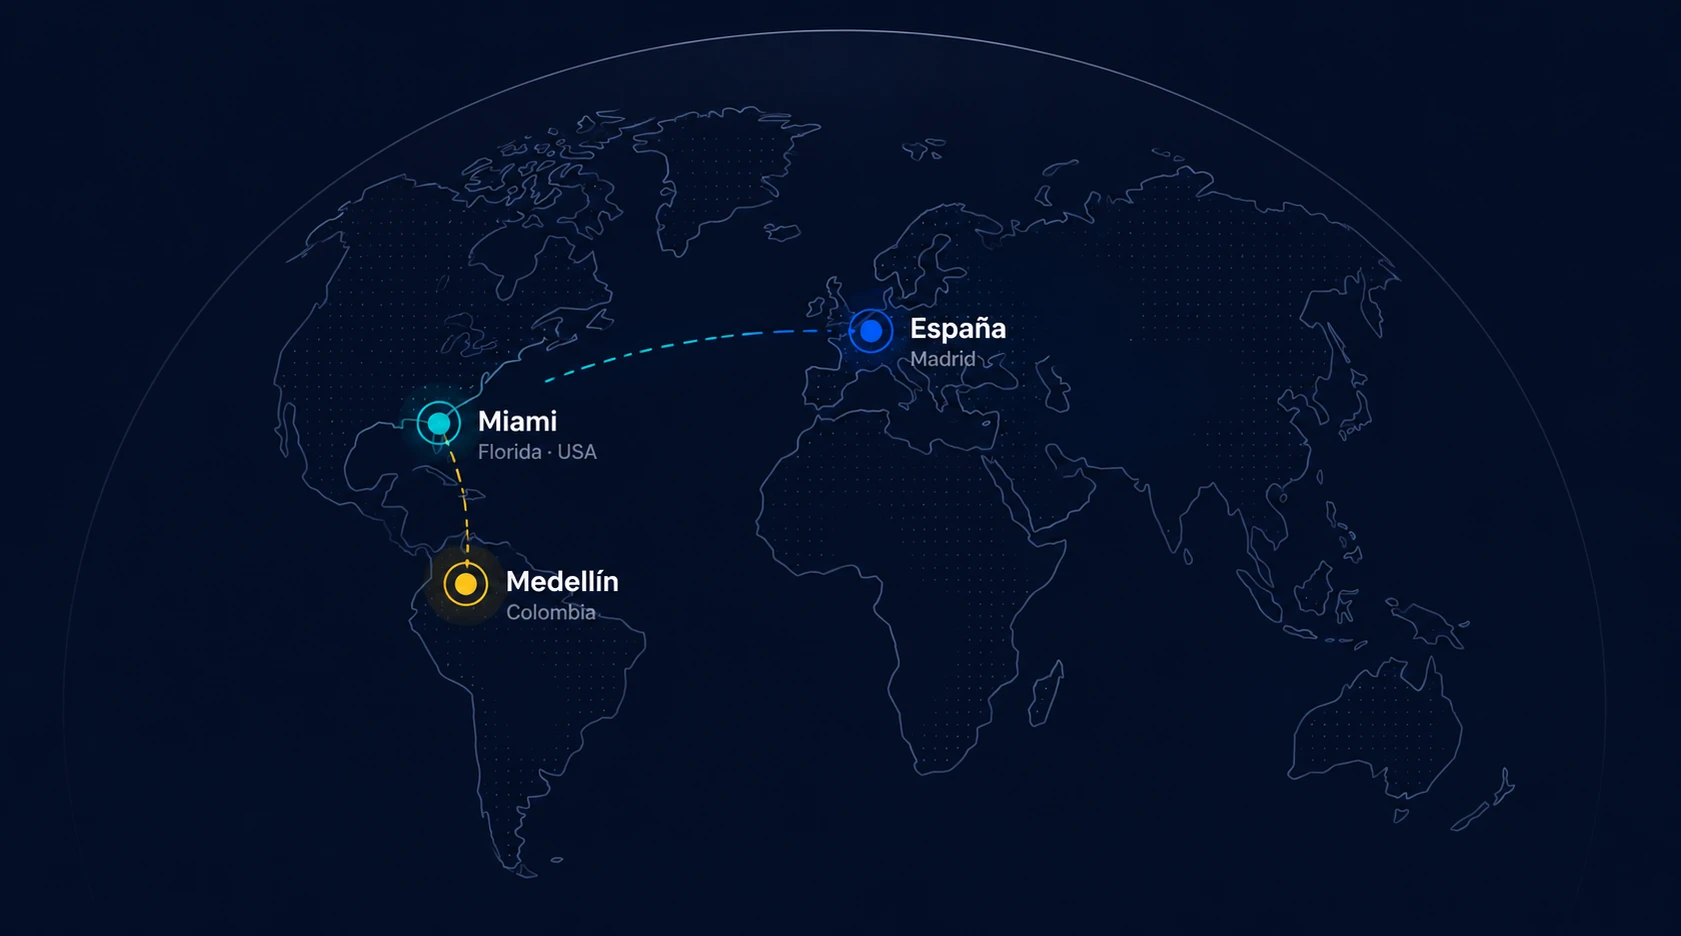 España
Madrid
Miami
Florida · USA
Medellín
Colombia